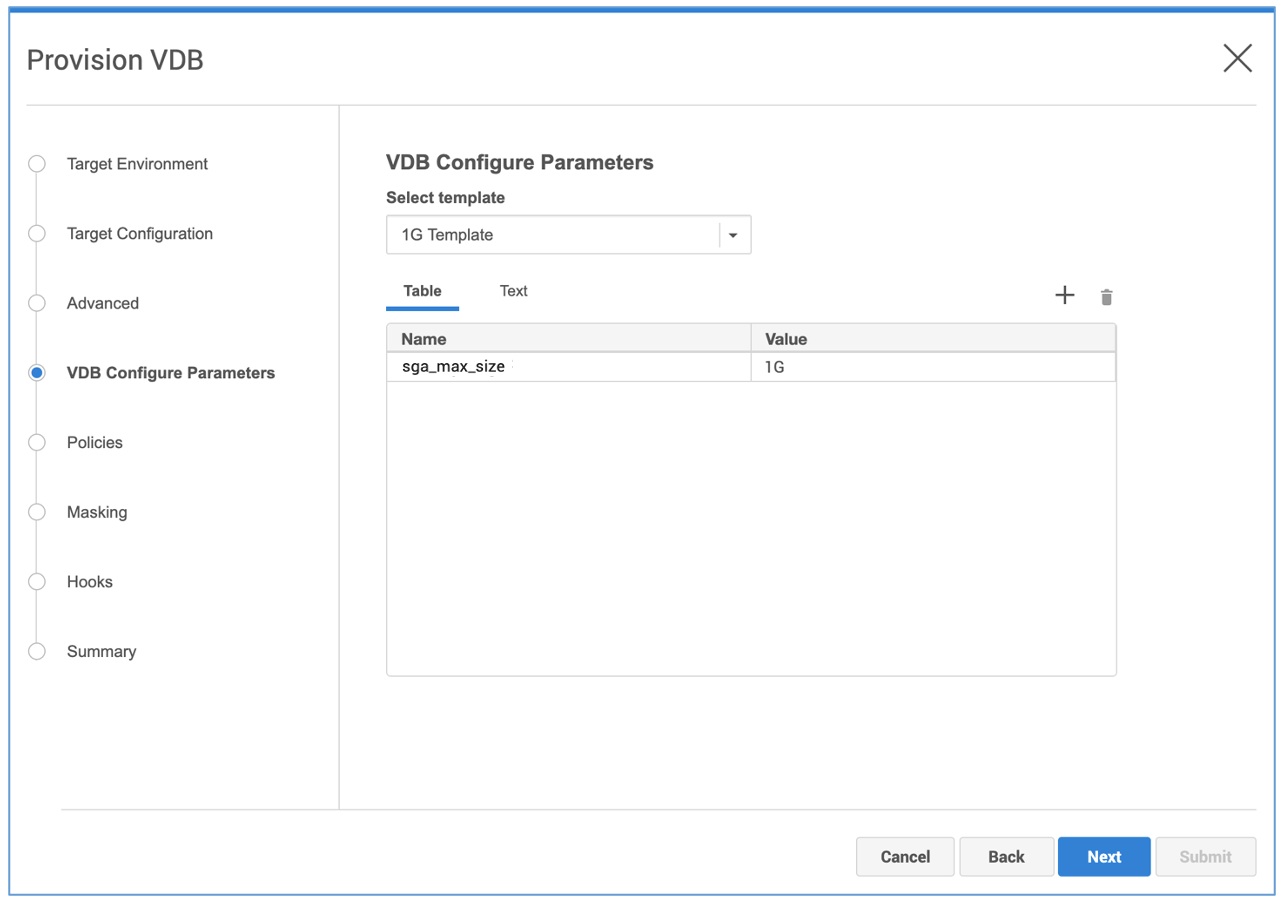 Provision VDB
Target Environment
Target Configuration
Advanced
VDB Configure Parameters
Policies
Masking
Hooks
Summary
VDB Configure Parameters
Select template
1G Template
Table Text
Name Value
sga_max_size 1G
Cancel Back Next Submit